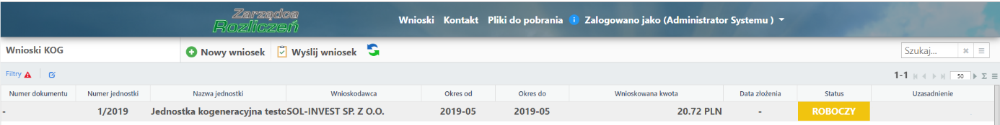 Zarządca
Rozliczeń
Wnioski Kontakt Pliki do pobrania i Zalogowano jako (Administrator Systemu )
Wnioski KOG Nowy wniosek Wyślij wniosek Szukaj...
Filtry 1-1 50 Σ
Numer dokumentu Numer jednostki Nazwa jednostki Wnioskodawca Okres od Okres do Wnioskowana kwota Data złożenia Status Uzasadnienie
- 1/2019 Jednostka kogeneracyjna testo SOL-INVEST SP. Z O.O. 2019-05 2019-05 20.72 PLN - ROBOCZY